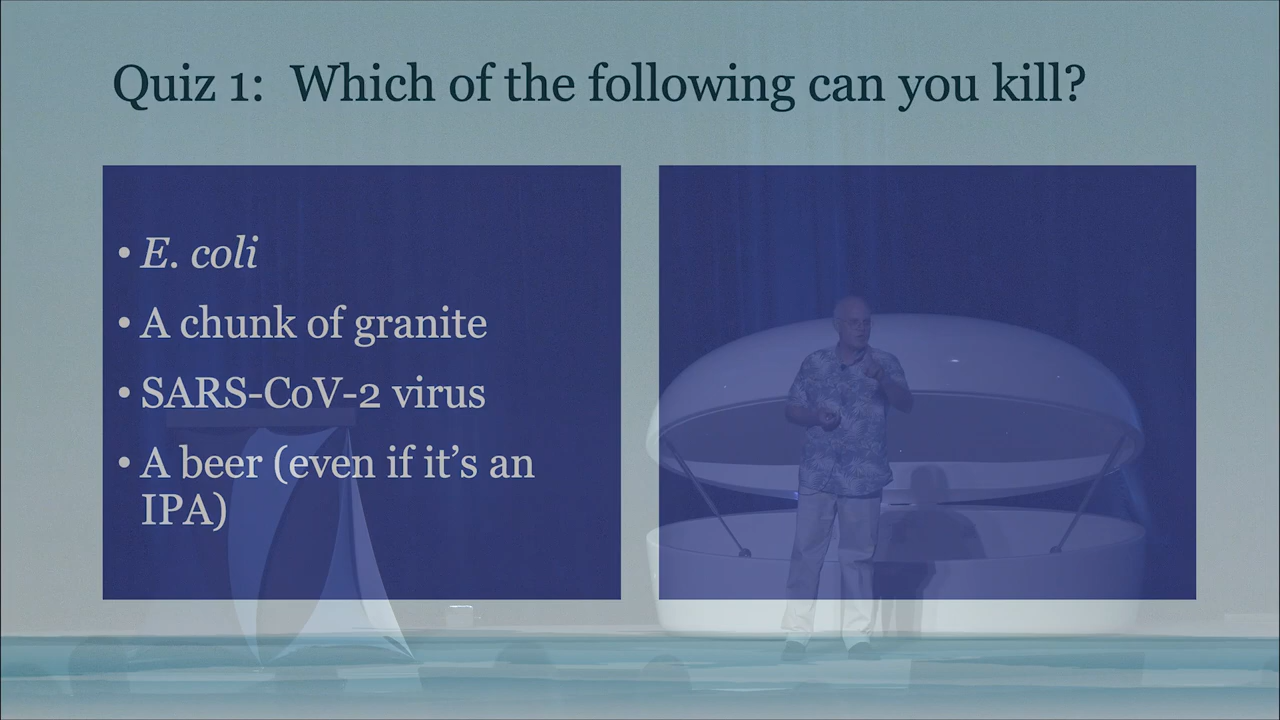 Quiz 1: Which of the following can you kill?
• E. coli
• A chunk of granite
• SARS-CoV-2 virus
• A beer (even if it's an
IPA)